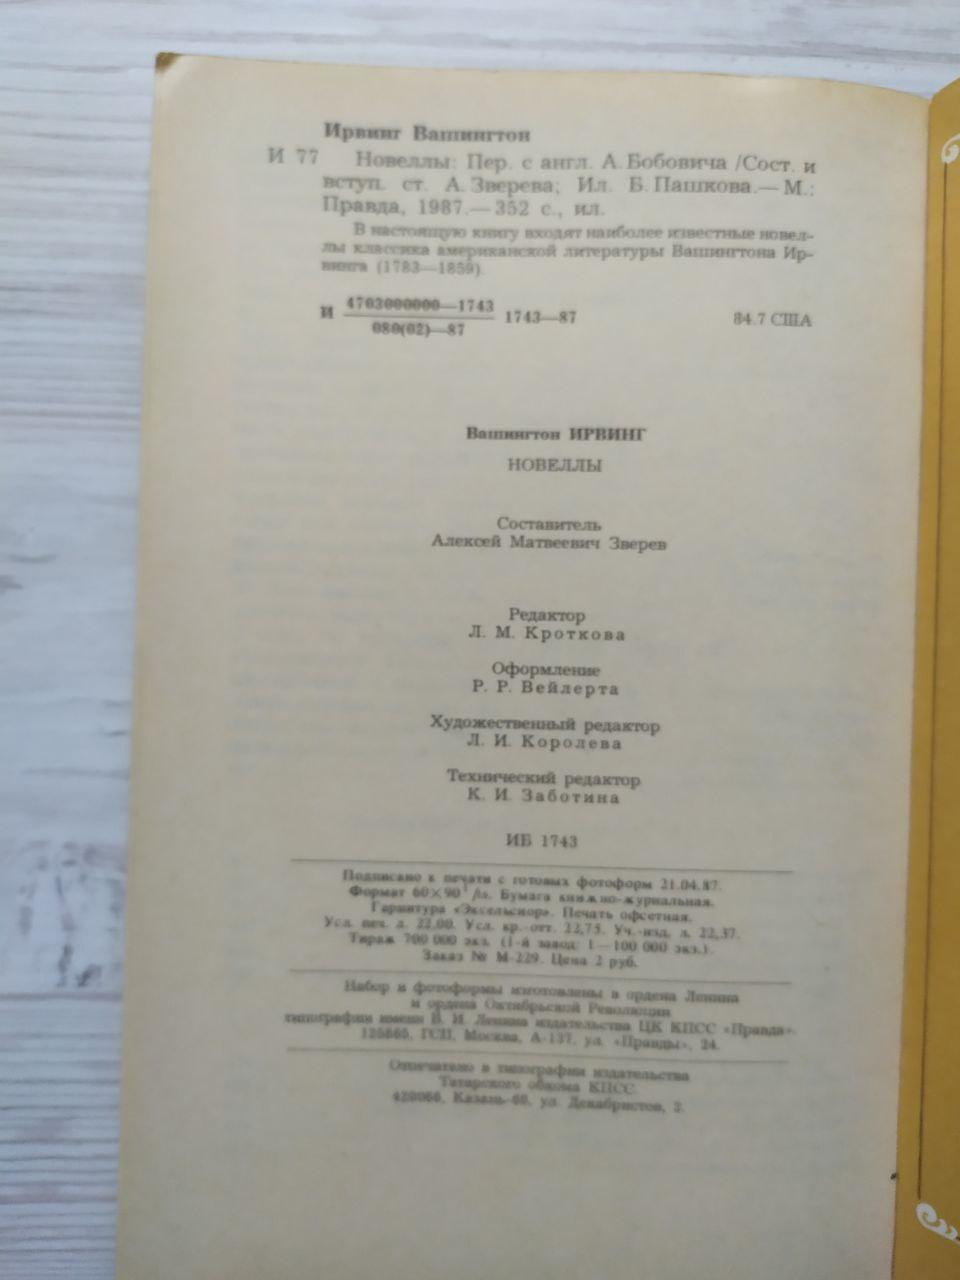 Ирвинг Вашингтон
И 77 Новеллы: Пер. с англ. А. Бобовича /Сост. и
вступ. ст. А. Зверева; Ил. Б. Пашкова.— М.:
Правда, 1987.— 352 с., ил.
В настоящую книгу входят наиболее известные новел-
лы классика американской литературы Вашингтона Ир-
винга (1783—1859).
И 4703000000—1743
080(02)—87 1743—87 84.7 США
Вашингтон ИРВИНГ
НОВЕЛЛЫ
Составитель
Алексей Матвеевич Зверев
Редактор
Л. М. Кроткова
Оформление
Р. Р. Вейлерта
Художественный редактор
Л. И. Королева
Технический редактор
К. И. Заботина
ИБ 1743
Подписано к печати с готовых фотоформ 21.04.87.
Формат 60×90 1/16. Бумага книжно-журнальная.
Гарнитура «Эксельсиор». Печать офсетная.
Усл. печ. л. 22,00. Усл. кр.-отт. 22,75. Уч.-изд. л. 22,37.
Тираж 700 000 экз. (1-й завод: 1—100 000 экз.).
Заказ № М-229. Цена 2 руб.
Набор и фотоформы изготовлены в ордена Ленина
и ордена Октябрьской Революции
типографии имени В. И. Ленина издательства ЦК КПСС «Правда».
125865, ГСП, Москва, А-137, ул. «Правды», 24.
Отпечатано в типографии издательства
Татарского обкома КПСС.
420066, Казань-66, ул. Декабристов, 2.